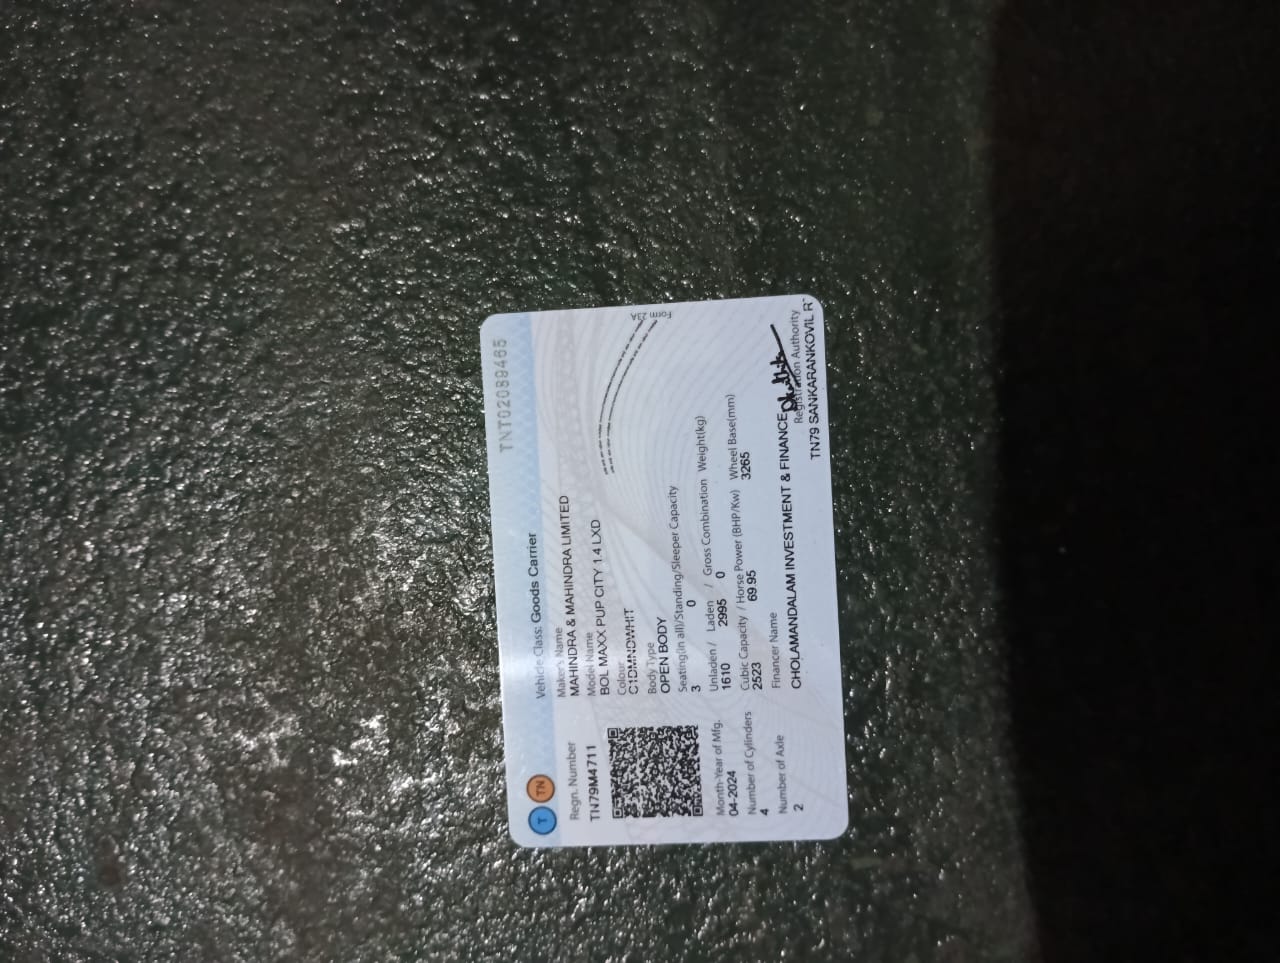 TNT02089465
Vehicle Class: Goods Carrier
T TN
Regn. Number
TN79M4711
Maker's Name
MAHINDRA & MAHINDRA LIMITED
Model Name
BOL MAXX PUP CITY 1.4 LXD
Colour
C1DMNDWHIT
Body Type
OPEN BODY
Seating(in all)/Standing/Sleeper Capacity
3 0
Month-Year of Mfg.
04-2024
Unladen / Laden / Gross Combination Weight(kg)
1610 2995 0
Number of Cylinders
4
Cubic Capacity / Horse Power (BHP/Kw) Wheel Base(mm)
2523 69.95 3265
Number of Axle
2
Financer Name
CHOLAMANDALAM INVESTMENT & FINANCE
Form 23A
Registration Authority
TN79 SANKARANKOVIL R